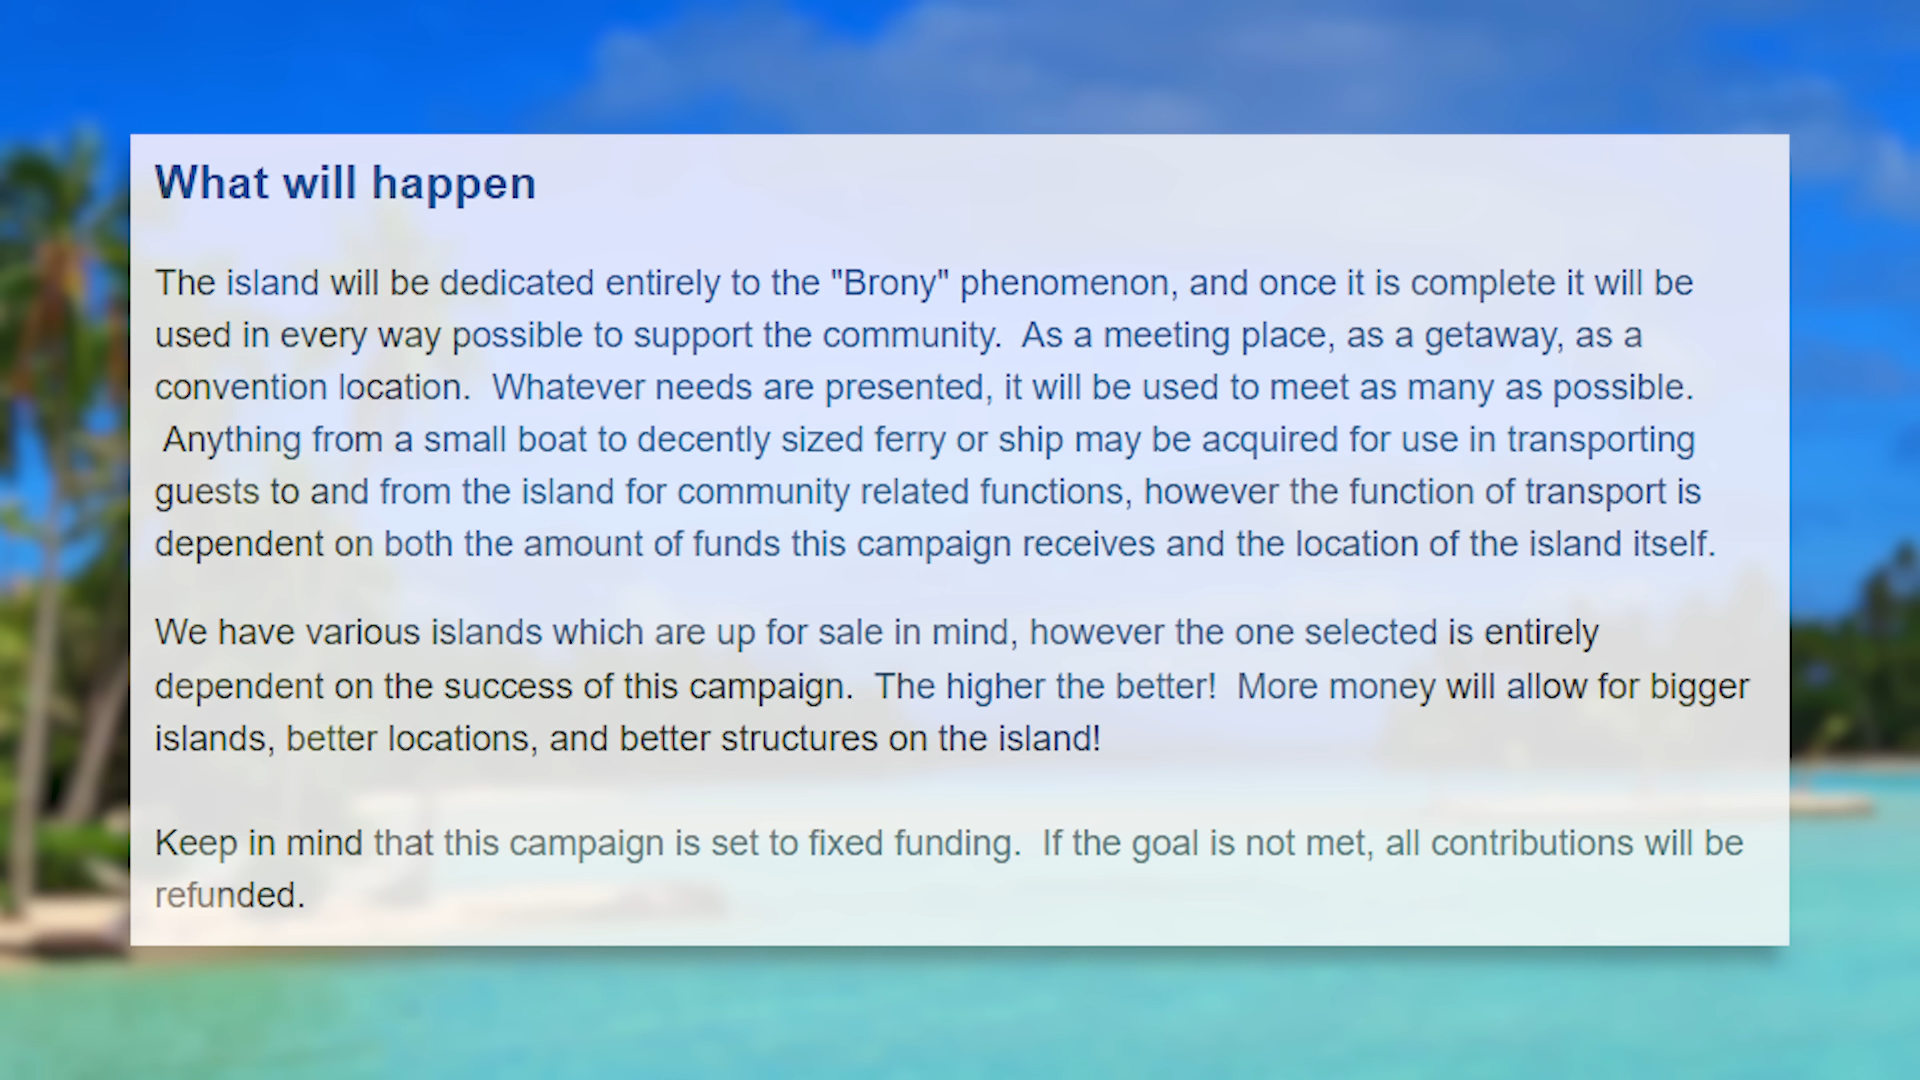 What will happen
The island will be dedicated entirely to the "Brony" phenomenon, and once it is complete it will be
used in every way possible to support the community.  As a meeting place, as a getaway, as a
convention location.  Whatever needs are presented, it will be used to meet as many as possible.
Anything from a small boat to decently sized ferry or ship may be acquired for use in transporting
guests to and from the island for community related functions, however the function of transport is
dependent on both the amount of funds this campaign receives and the location of the island itself.
We have various islands which are up for sale in mind, however the one selected is entirely
dependent on the success of this campaign.  The higher the better!  More money will allow for bigger
islands, better locations, and better structures on the island!
Keep in mind that this campaign is set to fixed funding.  If the goal is not met, all contributions will be
refunded.